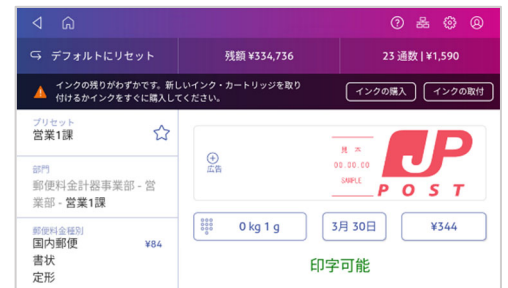 デフォルトにリセット
残額 ¥334,736
23 通数 | ¥1,590
インクの残りがわずかです。新しいインク・カートリッジを取り
付けるかインクをすぐに購入してください。
インクの購入
インクの取付
プリセット
営業1課
部門
郵便料金計器事業部 - 営
業部 - 営業1課
郵便料金種別
国内郵便 ¥84
書状
定形
広告
見 本
00.00.00
SAMPLE
JP
POST
0 kg 1 g
3月 30日
¥344
印字可能